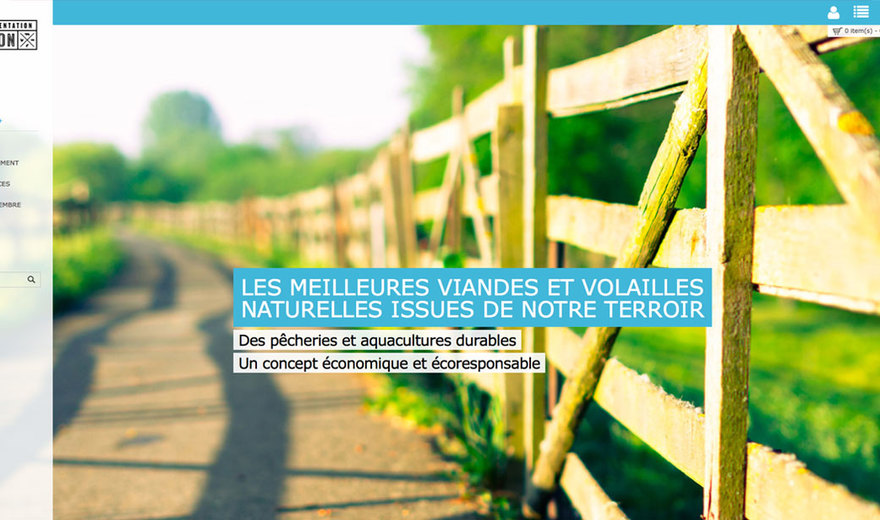 LES MEILLEURES VIANDES ET VOLAILLES
NATURELLES ISSUES DE NOTRE TERROIR
Des pêcheries et aquacultures durables
Un concept économique et écoresponsable
0 item(s) -